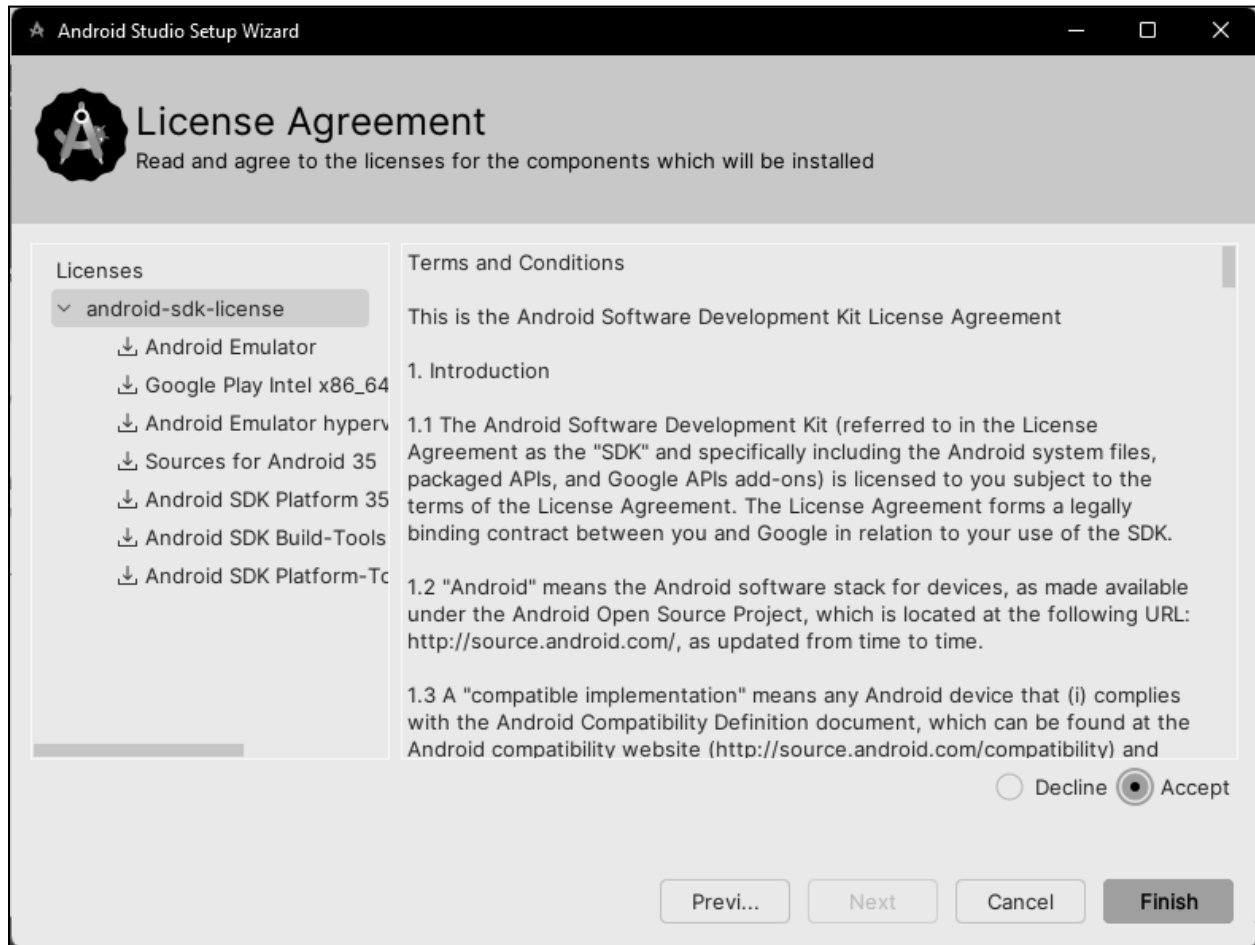 Android Studio Setup Wizard
License Agreement
Read and agree to the licenses for the components which will be installed
Licenses
android-sdk-license
Android Emulator
Google Play Intel x86_64
Android Emulator hyperv
Sources for Android 35
Android SDK Platform 35
Android SDK Build-Tools
Android SDK Platform-To
Terms and Conditions
This is the Android Software Development Kit License Agreement
1. Introduction
1.1 The Android Software Development Kit (referred to in the License
Agreement as the "SDK" and specifically including the Android system files,
packaged APIs, and Google APIs add-ons) is licensed to you subject to the
terms of the License Agreement. The License Agreement forms a legally
binding contract between you and Google in relation to your use of the SDK.
1.2 "Android" means the Android software stack for devices, as made available
under the Android Open Source Project, which is located at the following URL:
http://source.android.com/, as updated from time to time.
1.3 A "compatible implementation" means any Android device that (i) complies
with the Android Compatibility Definition document, which can be found at the
Android compatibility website (http://source.android.com/compatibility) and
Decline Accept
Previ... Next Cancel Finish